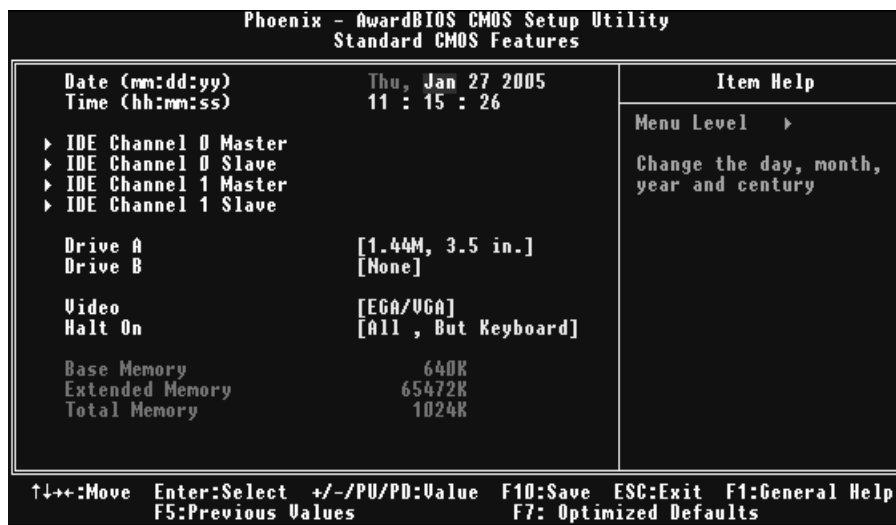 Phoenix - AwardBIOS CMOS Setup Utility
Standard CMOS Features
Date (mm:dd:yy) Thu, Jan 27 2005
Time (hh:mm:ss) 11 : 15 : 26
IDE Channel 0 Master
IDE Channel 0 Slave
IDE Channel 1 Master
IDE Channel 1 Slave
Drive A [1.44M, 3.5 in.]
Drive B [None]
Video [EGA/VGA]
Halt On [All , But Keyboard]
Base Memory 640K
Extended Memory 65472K
Total Memory 1024K
Item Help
Menu Level
Change the day, month,
year and century
↑↓→←:Move Enter:Select +/-/PU/PD:Value F10:Save ESC:Exit F1:General Help
F5:Previous Values F7: Optimized Defaults